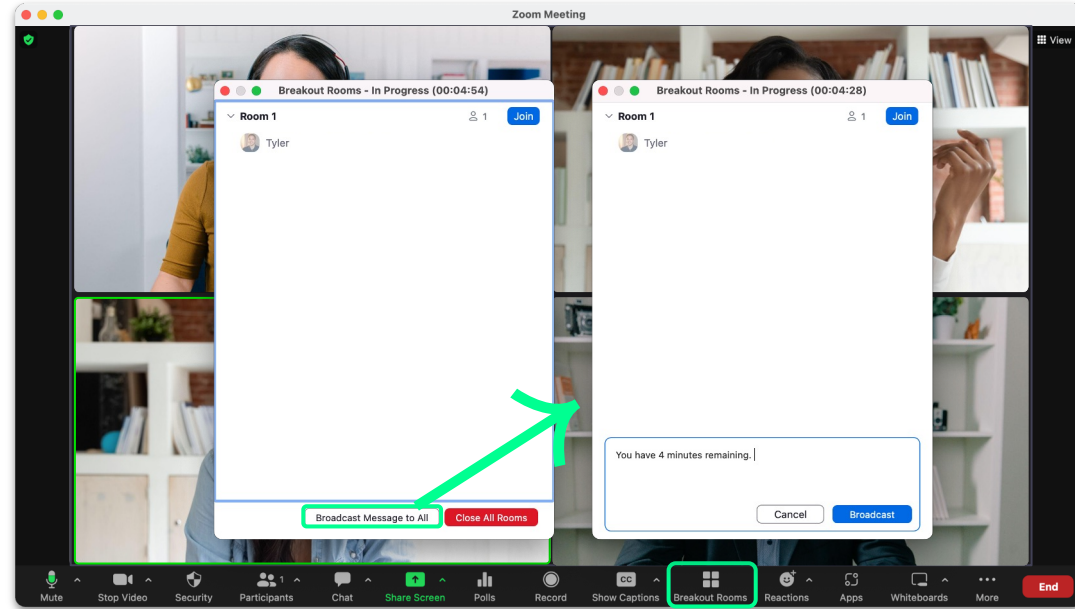 Zoom Meeting
View
Breakout Rooms - In Progress (00:04:54)
Room 1
1
Join
Tyler
Broadcast Message to All
Close All Rooms
Breakout Rooms - In Progress (00:04:28)
Room 1
1
Join
Tyler
You have 4 minutes remaining.
Cancel
Broadcast
Mute
Stop Video
Security
1
Participants
Chat
Share Screen
Polls
Record
CC
Show Captions
Breakout Rooms
Reactions
Apps
Whiteboards
More
End